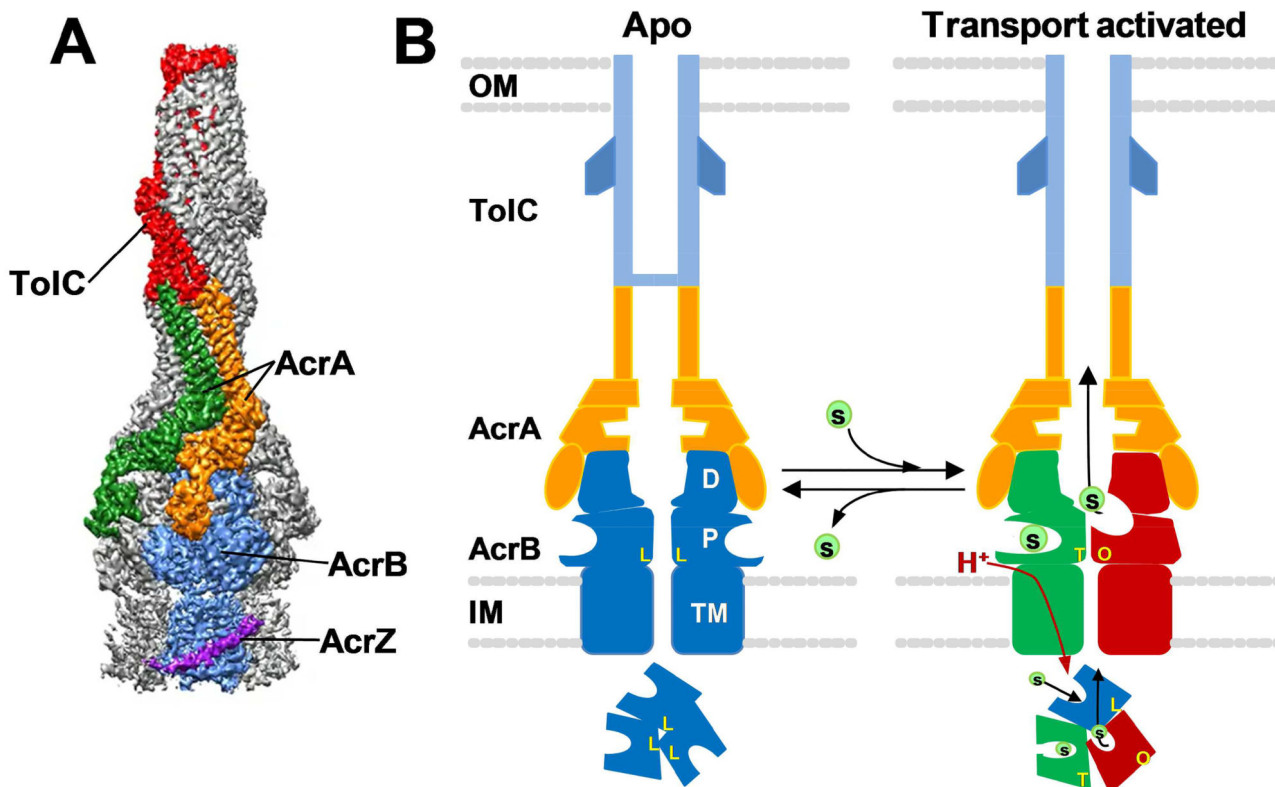 A
B
Apo
Transport activated
OM
TolC
TolC
AcrA
AcrA
s
s
D
P
L L
AcrB
AcrB
s
s
T O
H⁺
IM
TM
AcrZ
L
L
L
s
L
s
s
T
O